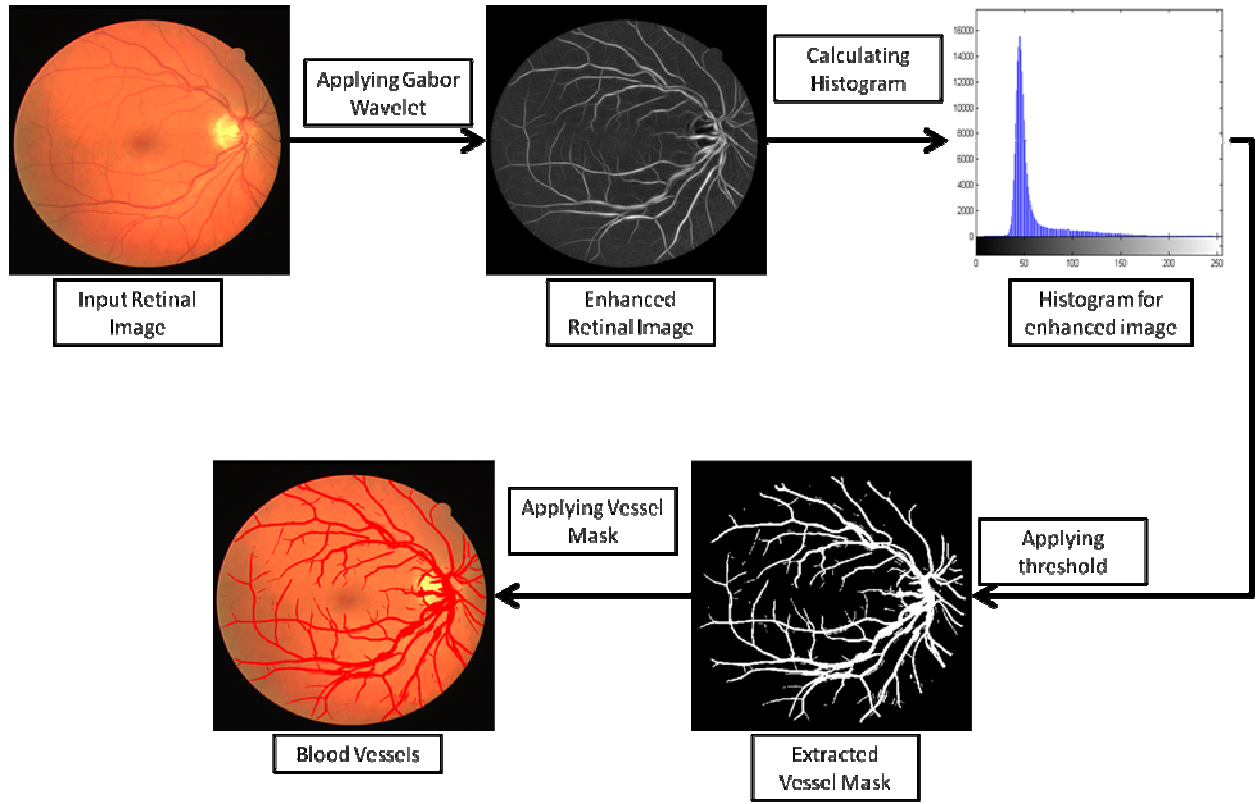 Applying Gabor
Wavelet
Calculating
Histogram
16000
14000
12000
10000
8000
6000
4000
2000
0
0
50
100
150
200
250
Input Retinal
Image
Enhanced
Retinal Image
Histogram for
enhanced image
Applying Vessel
Mask
Applying
threshold
Blood Vessels
Extracted
Vessel Mask